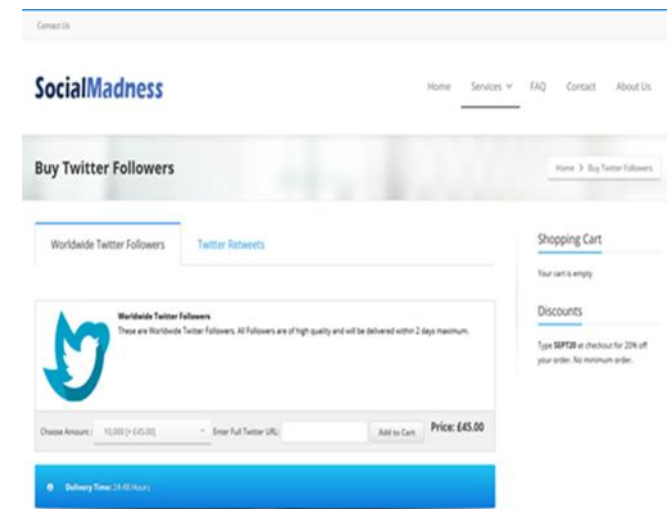 Contact Us
SocialMadness
Home Services FAQ Contact About Us
Buy Twitter Followers
Home > Buy Twitter Followers
Worldwide Twitter Followers Twitter Retweets
Shopping Cart
Your cart is empty
Worldwide Twitter Followers
These are Worldwide Twitter Followers. All Followers are of high quality and will be delivered within 2 days maximum.
Discounts
Type SEPT20 at checkout for 20% off
your order. No minimum order.
Choose Amount: 10,000 [+ £45.00] Enter Full Twitter URL: Add to Cart Price: £45.00
Delivery Time: 24-48 Hours